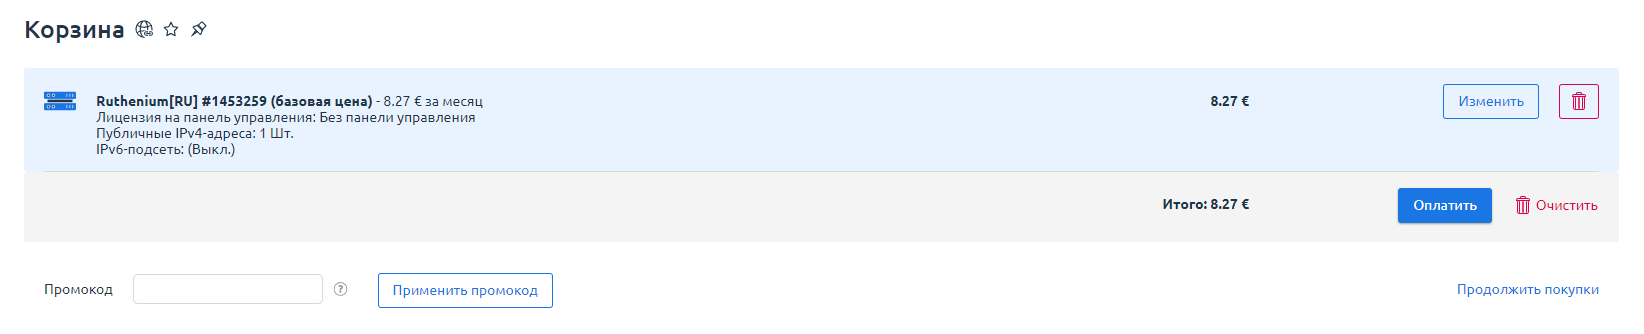 Корзина
Ruthenium[RU] #1453259 (базовая цена) - 8.27 € за месяц
8.27 €
Изменить
Лицензия на панель управления: Без панели управления
Публичные IPv4-адреса: 1 Шт.
IPv6-подсеть: (Выкл.)
Итого: 8.27 €
Оплатить
Очистить
Промокод
?
Применить промокод
Продолжить покупки